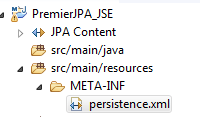 PremierJPA_JSE
JPA Content
src/main/java
src/main/resources
META-INF
persistence.xml